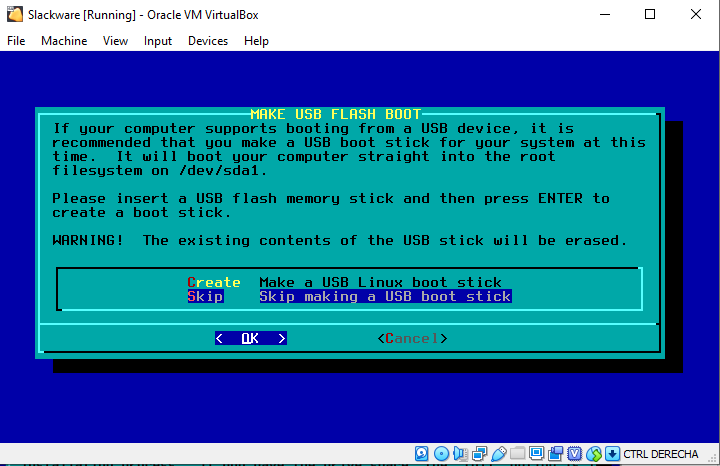 Slackware [Running] - Oracle VM VirtualBox
File Machine View Input Devices Help
MAKE USB FLASH BOOT
If your computer supports booting from a USB device, it is
recommended that you make a USB boot stick for your system at this
time.  It will boot your computer straight into the root
filesystem on /dev/sda1.
Please insert a USB flash memory stick and then press ENTER to
create a boot stick.
WARNING!  The existing contents of the USB stick will be erased.
Create  Make a USB Linux boot stick
Skip    Skip making a USB boot stick
<  OK  >          <Cancel>
CTRL DERECHA